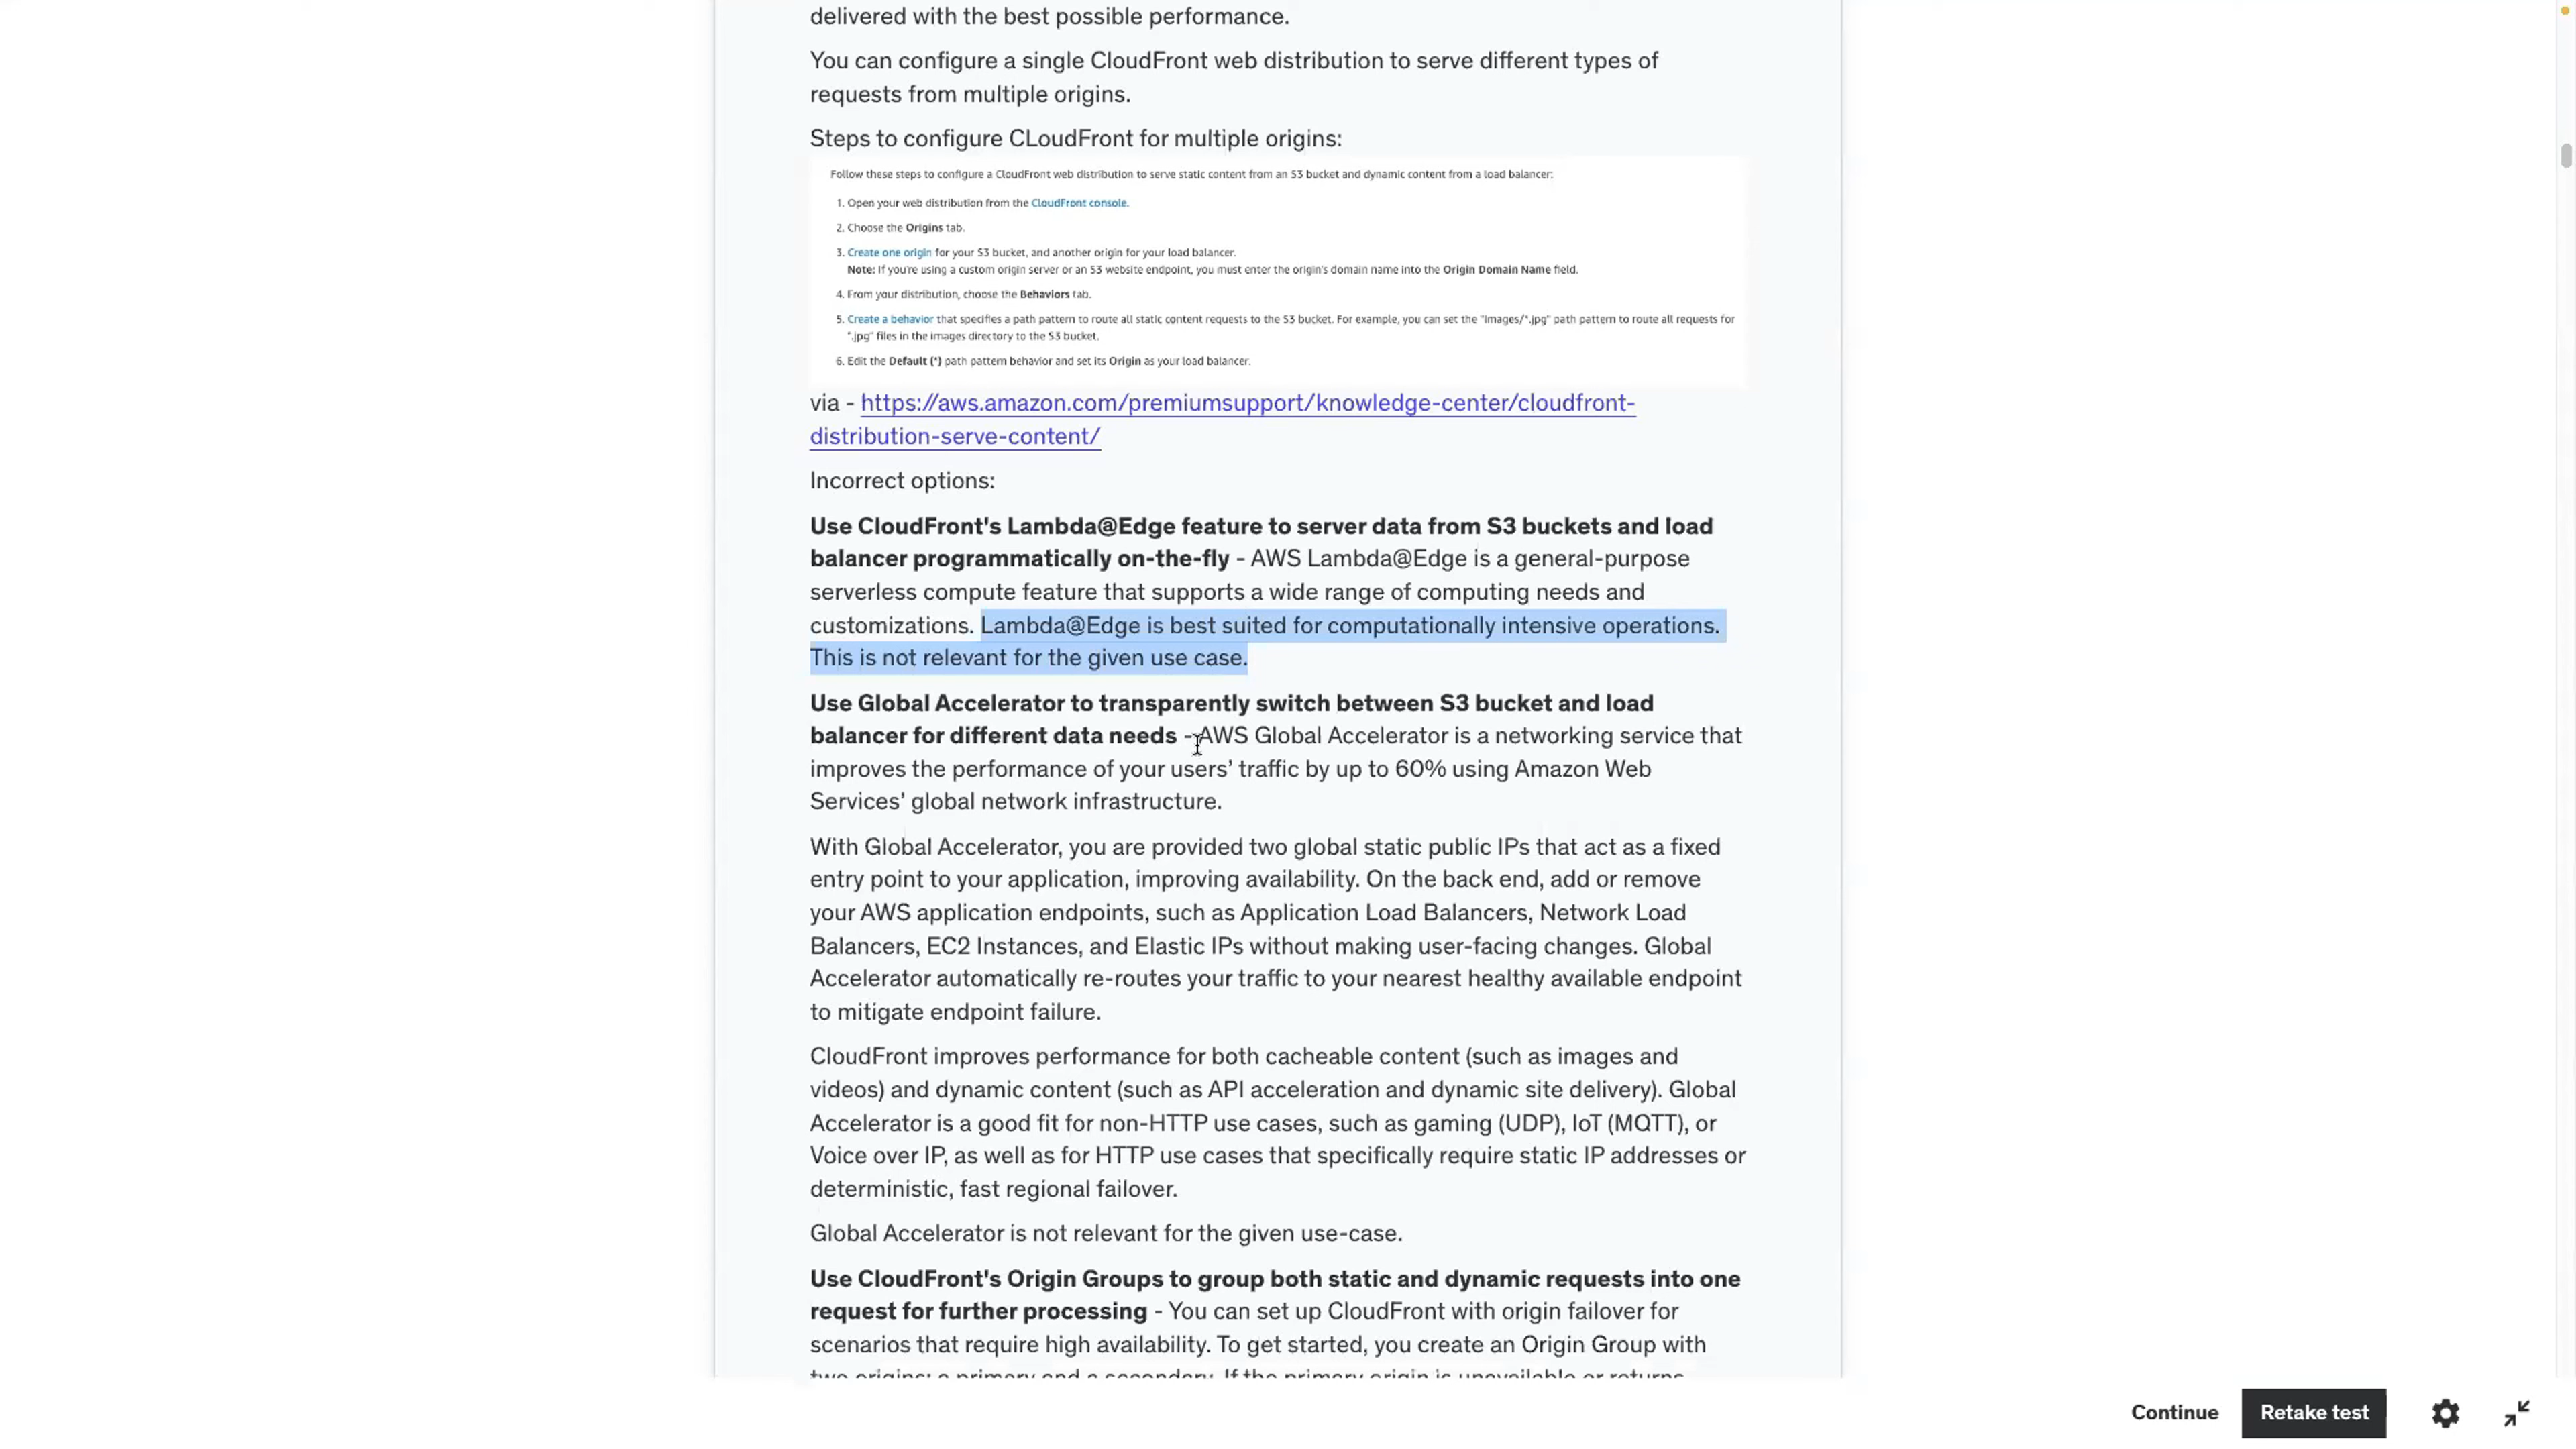 delivered with the best possible performance.
You can configure a single CloudFront web distribution to serve different types of
requests from multiple origins.
Steps to configure CLoudFront for multiple origins:
Follow these steps to configure a CloudFront web distribution to serve static content from an S3 bucket and dynamic content from a load balancer:
1. Open your web distribution from the CloudFront console.
2. Choose the Origins tab.
3. Create one origin for your S3 bucket, and another origin for your load balancer.
Note: If you're using a custom origin server or an S3 website endpoint, you must enter the origin's domain name into the Origin Domain Name field.
4. From your distribution, choose the Behaviors tab.
5. Create a behavior that specifies a path pattern to route all static content requests to the S3 bucket. For example, you can set the "images/*.jpg" path pattern to route all requests for
".jpg" files in the images directory to the S3 bucket.
6. Edit the Default (*) path pattern behavior and set its Origin as your load balancer.
via - https://aws.amazon.com/premiumsupport/knowledge-center/cloudfront-
distribution-serve-content/
Incorrect options:
Use CloudFront's Lambda@Edge feature to server data from S3 buckets and load
balancer programmatically on-the-fly - AWS Lambda@Edge is a general-purpose
serverless compute feature that supports a wide range of computing needs and
customizations. Lambda@Edge is best suited for computationally intensive operations.
This is not relevant for the given use case.
Use Global Accelerator to transparently switch between S3 bucket and load
balancer for different data needs - AWS Global Accelerator is a networking service that
improves the performance of your users’ traffic by up to 60% using Amazon Web
Services’ global network infrastructure.
With Global Accelerator, you are provided two global static public IPs that act as a fixed
entry point to your application, improving availability. On the back end, add or remove
your AWS application endpoints, such as Application Load Balancers, Network Load
Balancers, EC2 Instances, and Elastic IPs without making user-facing changes. Global
Accelerator automatically re-routes your traffic to your nearest healthy available endpoint
to mitigate endpoint failure.
CloudFront improves performance for both cacheable content (such as images and
videos) and dynamic content (such as API acceleration and dynamic site delivery). Global
Accelerator is a good fit for non-HTTP use cases, such as gaming (UDP), IoT (MQTT), or
Voice over IP, as well as for HTTP use cases that specifically require static IP addresses or
deterministic, fast regional failover.
Global Accelerator is not relevant for the given use-case.
Use CloudFront's Origin Groups to group both static and dynamic requests into one
request for further processing - You can set up CloudFront with origin failover for
scenarios that require high availability. To get started, you create an Origin Group with
two origins: a primary and a secondary. If the primary origin is unavailable or returns
Continue
Retake test